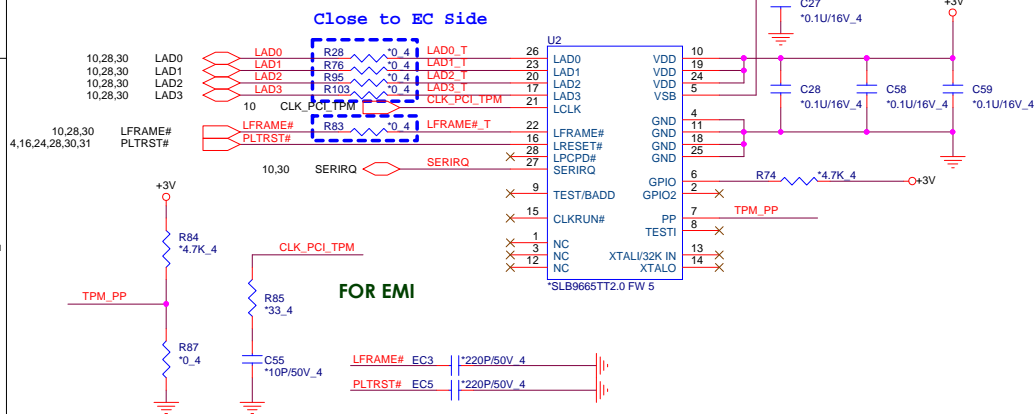 C27
*0.1U/16V_4
+3V
Close to EC Side
U2
10,28,30 LAD0 LAD0 R28 *0_4 LAD0_T 26 LAD0 VDD 10
10,28,30 LAD1 LAD1 R76 *0_4 LAD1_T 23 LAD1 VDD 19
10,28,30 LAD2 LAD2 R95 *0_4 LAD2_T 20 LAD2 VDD 24
10,28,30 LAD3 LAD3 R103 *0_4 LAD3_T 17 LAD3 VSB 5
10 CLK_PCI_TPM CLK_PCI_TPM 21 LCLK
C28 *0.1U/16V_4
C58 *0.1U/16V_4
C59 *0.1U/16V_4
GND 4
10,28,30 LFRAME# LFRAME# R83 *0_4 LFRAME#_T 22 LFRAME# GND 11
4,16,24,28,30,31 PLTRST# PLTRST# 16 LRESET# GND 18
28 LPCPD# GND 25
10,30 SERIRQ SERIRQ 27 SERIRQ
GPIO 6 R74 *4.7K_4 +3V
9 TEST/BADD GPIO2 2
15 CLKRUN# PP 7 TPM_PP
TESTI 8
1 NC
3 NC XTALI/32K IN 13
12 NC XTALO 14
*SLB9665TT2.0 FW 5
+3V
R84
*4.7K_4
TPM_PP
R87
*0_4
CLK_PCI_TPM
R85
*33_4
C55
*10P/50V_4
FOR EMI
LFRAME# EC3 *220P/50V_4
PLTRST# EC5 *220P/50V_4